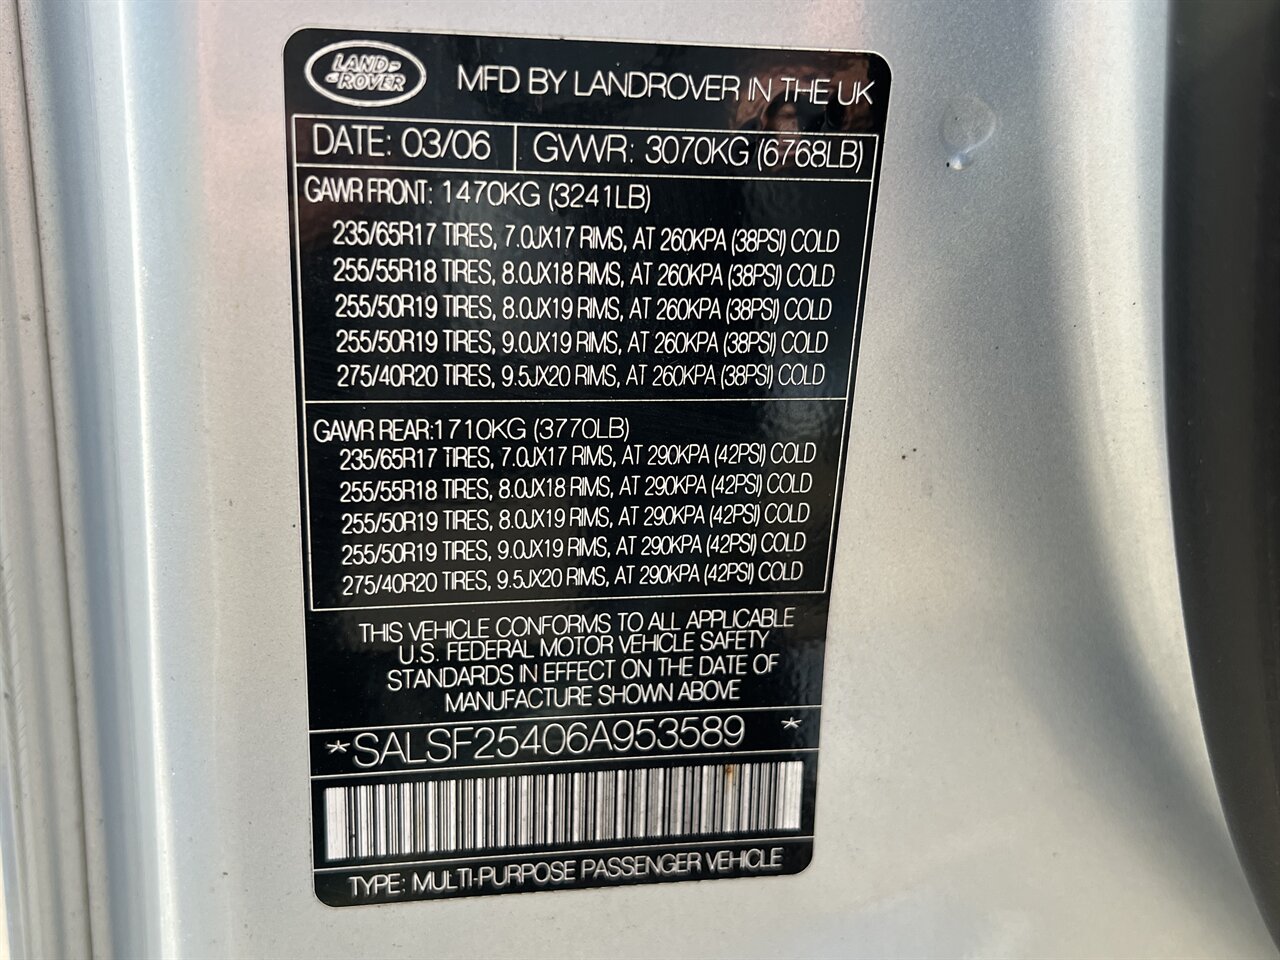 LAND ROVER
MFD BY LANDROVER IN THE UK
DATE: 03/06 GVWR: 3070KG (6768LB)
GAWR FRONT: 1470KG (3241LB)
235/65R17 TIRES, 7.0JX17 RIMS, AT 260KPA (38PSI) COLD
255/55R18 TIRES, 8.0JX18 RIMS, AT 260KPA (38PSI) COLD
255/50R19 TIRES, 8.0JX19 RIMS, AT 260KPA (38PSI) COLD
255/50R19 TIRES, 9.0JX19 RIMS, AT 260KPA (38PSI) COLD
275/40R20 TIRES, 9.5JX20 RIMS, AT 260KPA (38PSI) COLD
GAWR REAR:1710KG (3770LB)
235/65R17 TIRES, 7.0JX17 RIMS, AT 290KPA (42PSI) COLD
255/55R18 TIRES, 8.0JX18 RIMS, AT 290KPA (42PSI) COLD
255/50R19 TIRES, 8.0JX19 RIMS, AT 290KPA (42PSI) COLD
255/50R19 TIRES, 9.0JX19 RIMS, AT 290KPA (42PSI) COLD
275/40R20 TIRES, 9.5JX20 RIMS, AT 290KPA (42PSI) COLD
THIS VEHICLE CONFORMS TO ALL APPLICABLE
U.S. FEDERAL MOTOR VEHICLE SAFETY
STANDARDS IN EFFECT ON THE DATE OF
MANUFACTURE SHOWN ABOVE
*SALSF25406A953589 *
TYPE: MULTI-PURPOSE PASSENGER VEHICLE